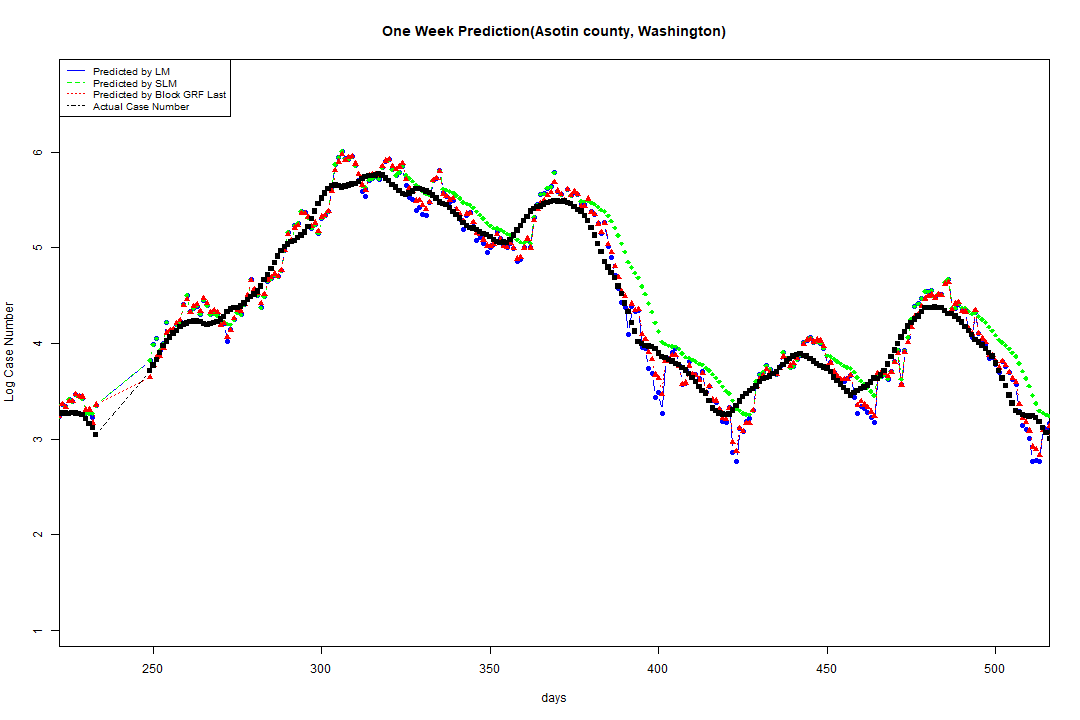 One Week Prediction(Asotin county, Washington)
Predicted by LM
Predicted by SLM
Predicted by Block GRF Last
Actual Case Number
Log Case Number
6
5
4
3
2
1
250 300 350 400 450 500
days